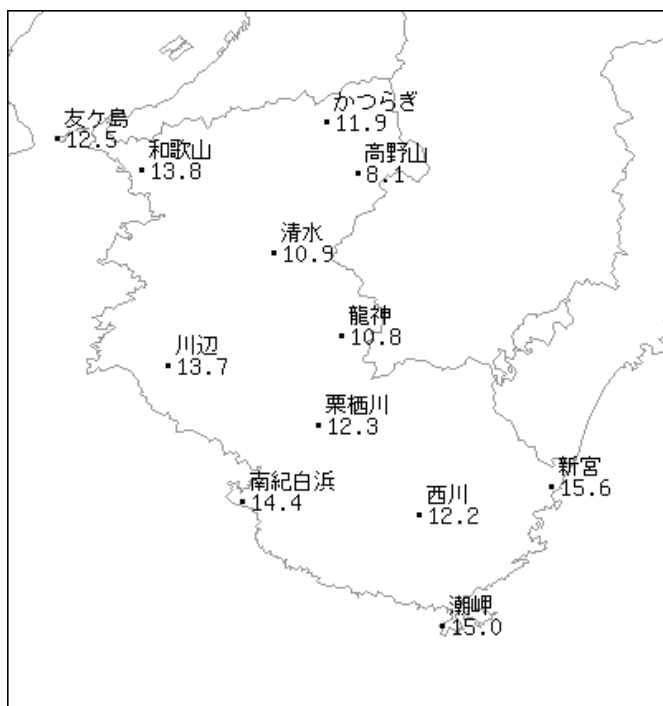 かつらぎ
11.9
友ケ島
12.5
和歌山
13.8
高野山
8.1
清水
10.9
龍神
10.8
川辺
13.7
栗栖川
12.3
新宮
15.6
南紀白浜
14.4
西川
12.2
潮岬
15.0